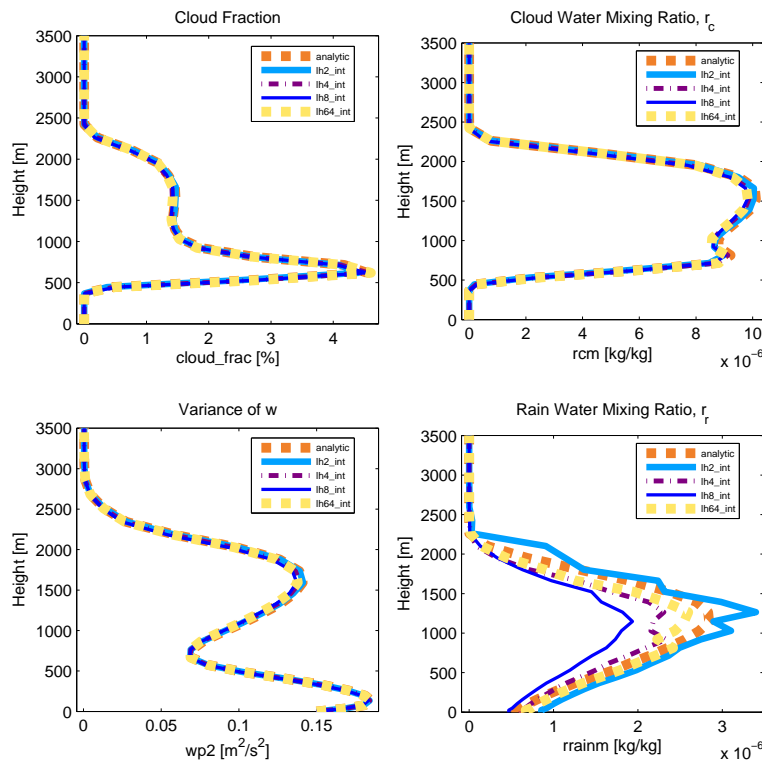 Cloud Fraction
3500
3000
2500
2000
1500
1000
500
0
Height [m]
analytic
lh2_int
lh4_int
lh8_int
lh64_int
0 1 2 3 4
cloud_frac [%]
Cloud Water Mixing Ratio, r_c
3500
3000
2500
2000
1500
1000
500
0
Height [m]
analytic
lh2_int
lh4_int
lh8_int
lh64_int
0 2 4 6 8 10
x 10^-6
rcm [kg/kg]
Variance of w
3500
3000
2500
2000
1500
1000
500
0
Height [m]
analytic
lh2_int
lh4_int
lh8_int
lh64_int
0 0.05 0.1 0.15
wp2 [m^2/s^2]
Rain Water Mixing Ratio, r_r
3500
3000
2500
2000
1500
1000
500
0
Height [m]
analytic
lh2_int
lh4_int
lh8_int
lh64_int
0 1 2 3
x 10^-6
rrainm [kg/kg]